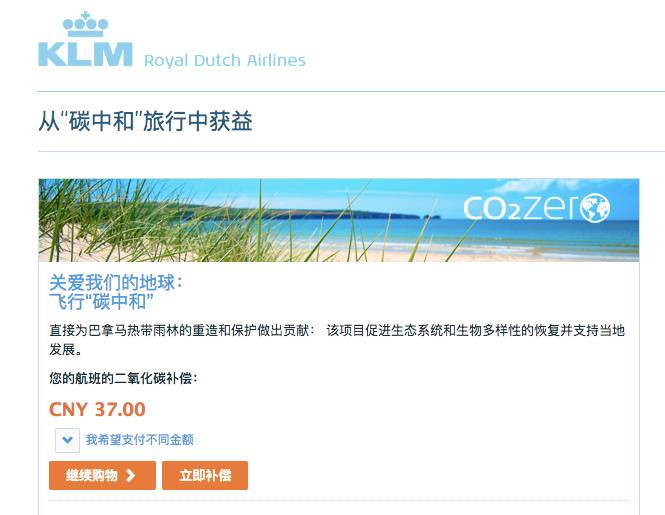 KLM Royal Dutch Airlines
从“碳中和”旅行中获益
CO2ZERO
关爱我们的地球：
飞行“碳中和”
直接为巴拿马热带雨林的重造和保护做出贡献： 该项目促进生态系统和生物多样性的恢复并支持当地
发展。
您的航班的二氧化碳补偿：
CNY 37.00
我希望支付不同金额
继续购物 立即补偿